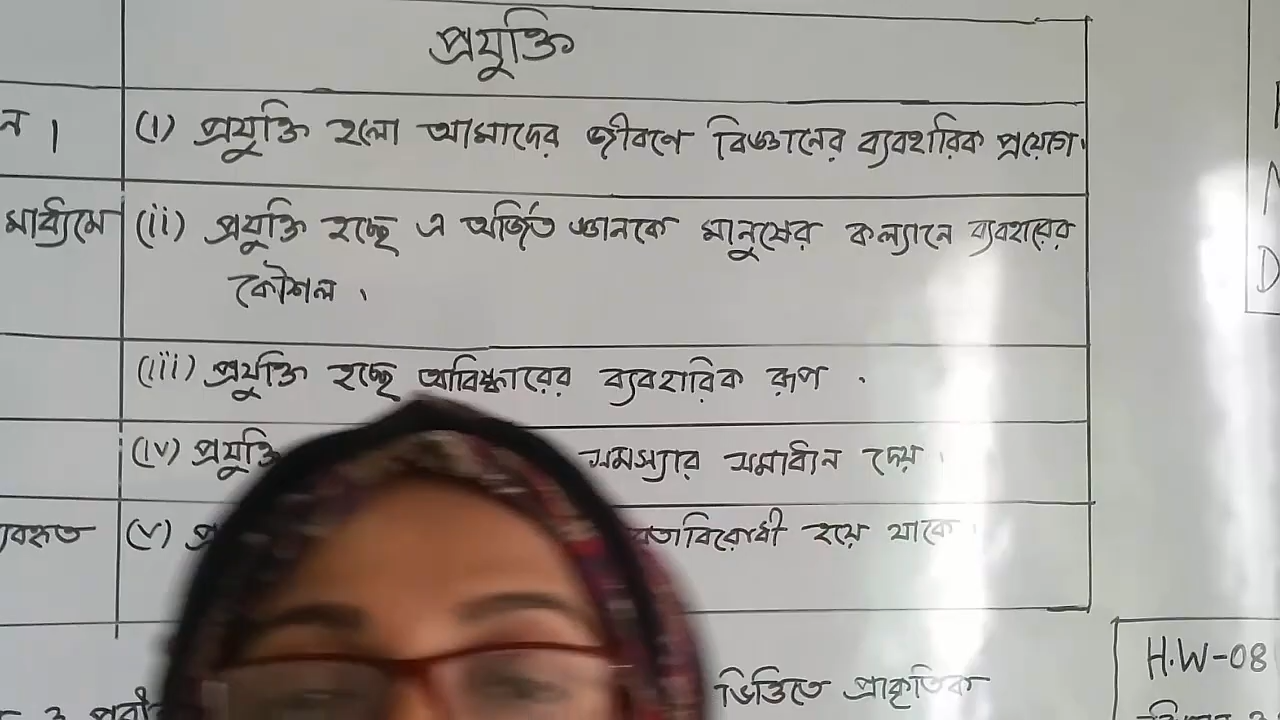 প্রযুক্তি
ন।
(i) প্রযুক্তি হলো আমাদের জীবনে বিজ্ঞানের ব্যবহারিক প্রয়োগ।
মাধ্যমে
(ii) প্রযুক্তি হচ্ছে এ অর্জিত জ্ঞানকে মানুষের কল্যানে ব্যবহারের
কৌশল।
(iii) প্রযুক্তি হচ্ছে আবিষ্কারের ব্যবহারিক রূপ।
(iv) প্রযুক্তি সমস্যার সমাধান দেয়।
(v) হয়ে থাকে।
ভিত্তিতে প্রাকৃতিক
H.W-08
D